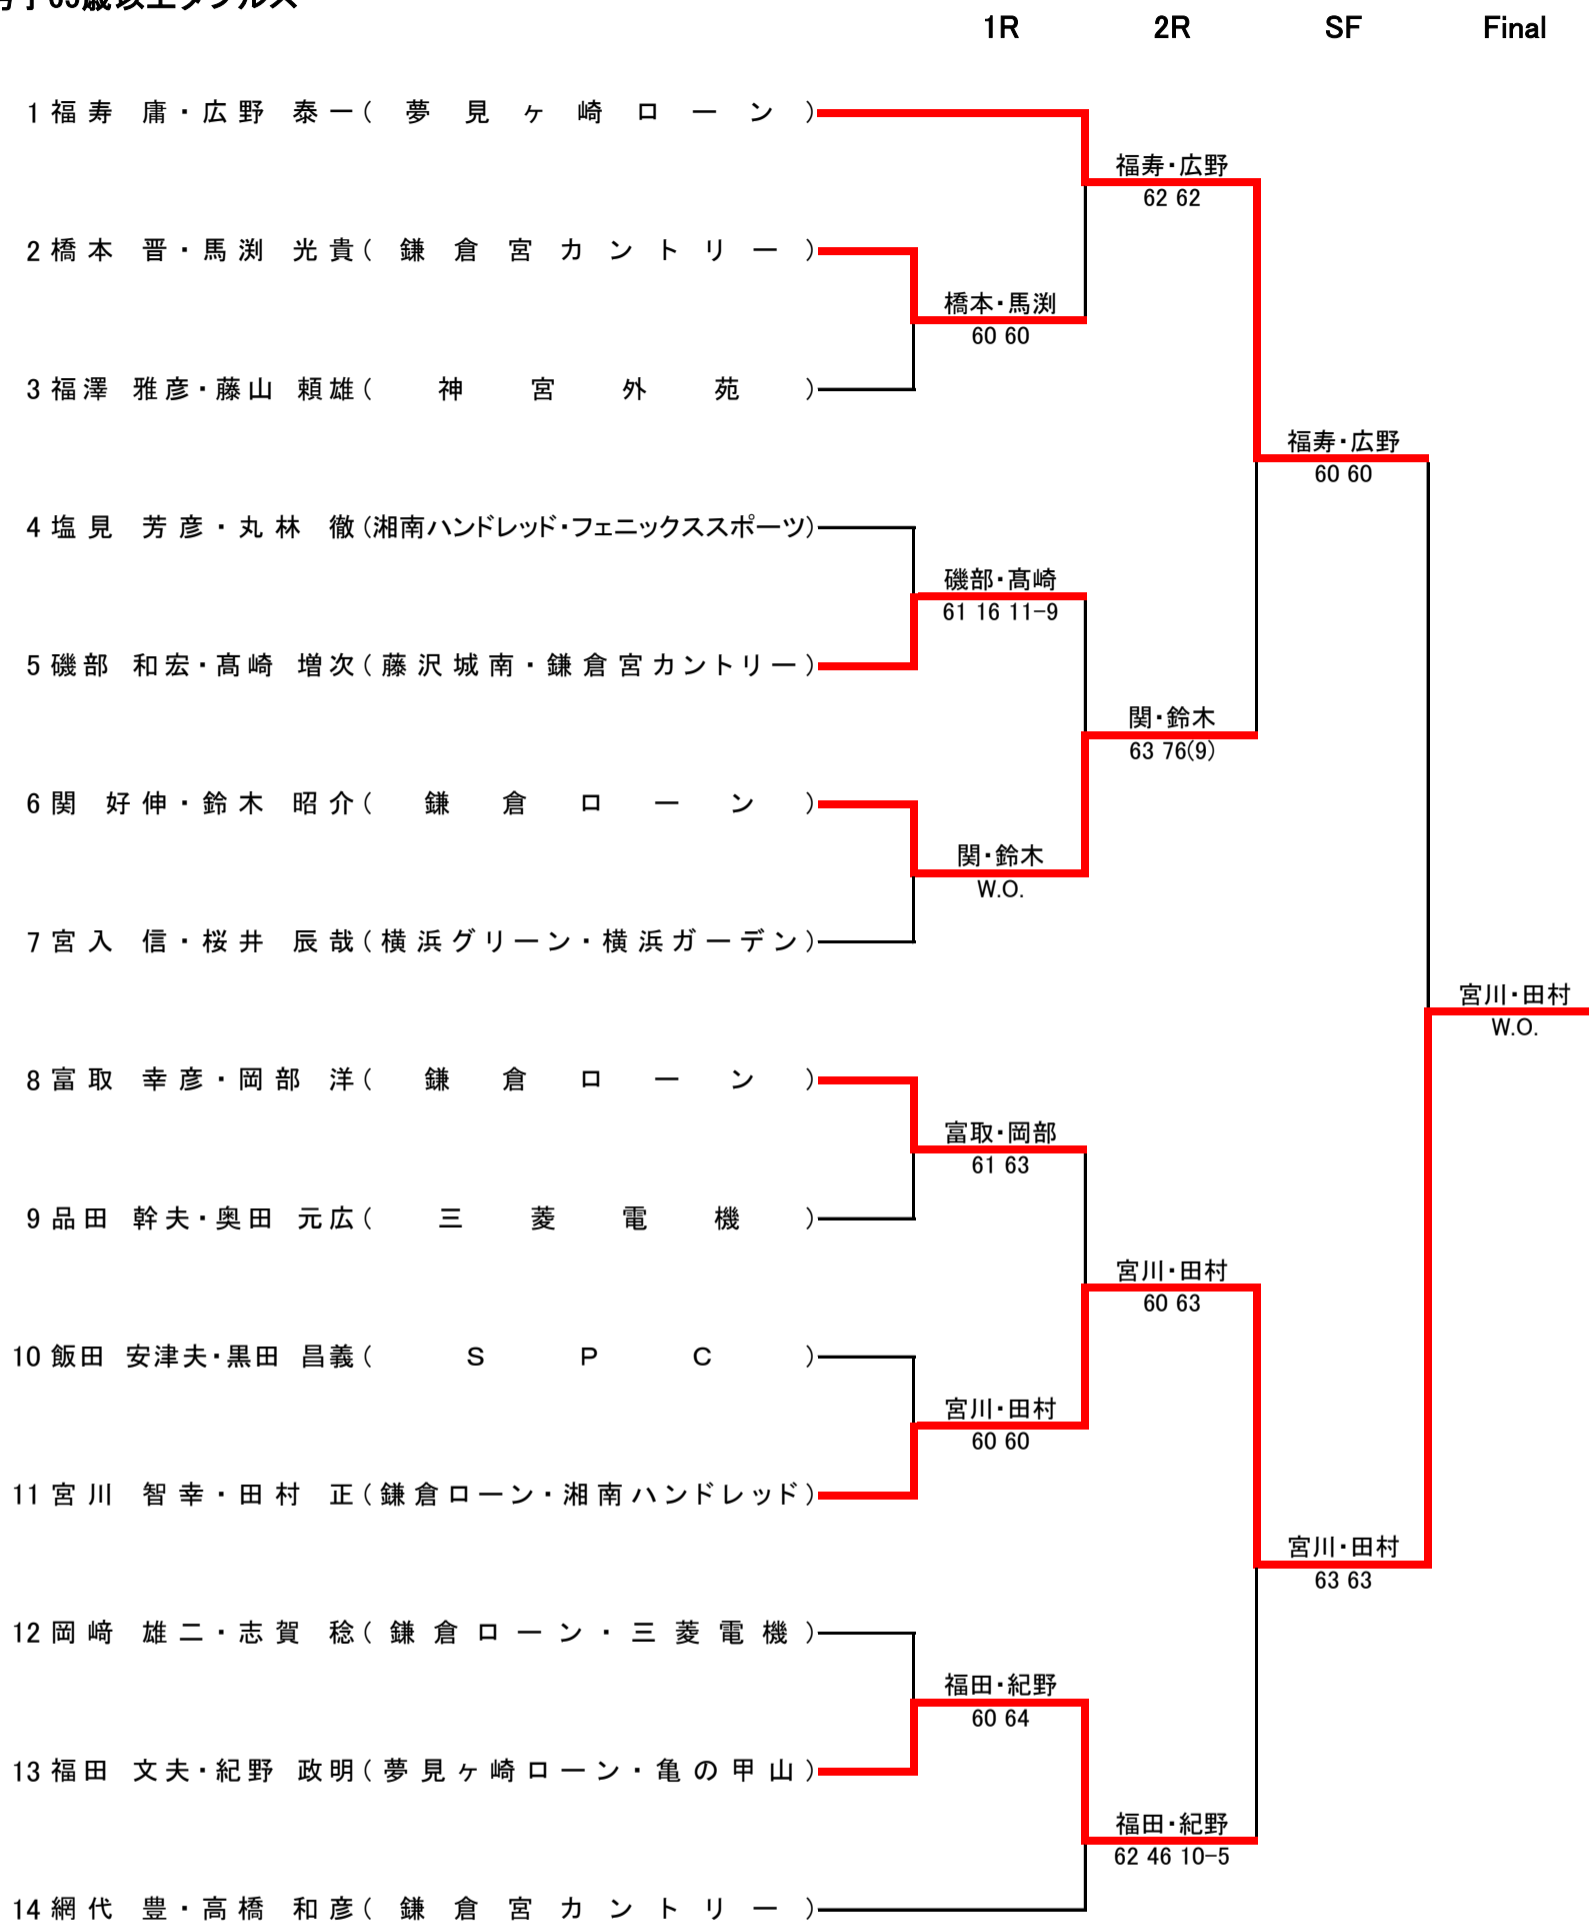 男子65歳以上ダブルス
1R 2R SF Final
1 福寿 庸・広野 泰一(夢見ヶ崎ローン)
福寿・広野
62 62
2 橋本 晋・馬渕 光貴(鎌倉宮カントリー)
橋本・馬渕
60 60
3 福澤 雅彦・藤山 頼雄(神宮外苑)
福寿・広野
60 60
4 塩見 芳彦・丸林 徹(湘南ハンドレッド・フェニックススポーツ)
磯部・髙崎
61 16 11-9
5 磯部 和宏・髙崎 増次(藤沢城南・鎌倉宮カントリー)
関・鈴木
63 76(9)
6 関 好伸・鈴木 昭介(鎌倉ローン)
関・鈴木
W.O.
7 宮入 信・桜井 辰哉(横浜グリーン・横浜ガーデン)
宮川・田村
W.O.
8 富取 幸彦・岡部 洋(鎌倉ローン)
富取・岡部
61 63
9 品田 幹夫・奥田 元広(三菱電機)
宮川・田村
60 63
10 飯田 安津夫・黒田 昌義(SPC)
宮川・田村
60 60
11 宮川 智幸・田村 正(鎌倉ローン・湘南ハンドレッド)
宮川・田村
63 63
12 岡﨑 雄二・志賀 稔(鎌倉ローン・三菱電機)
福田・紀野
60 64
13 福田 文夫・紀野 政明(夢見ヶ崎ローン・亀の甲山)
福田・紀野
62 46 10-5
14 網代 豊・高橋 和彦(鎌倉宮カントリー)